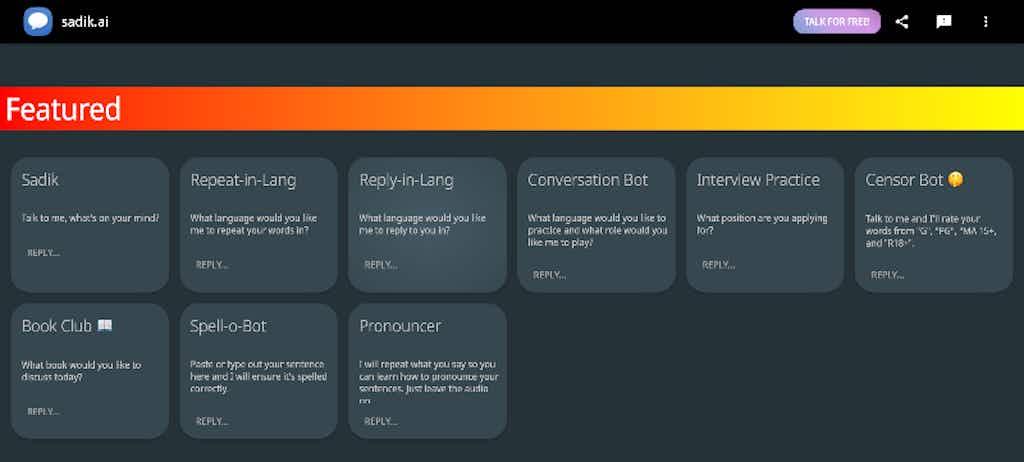 sadik.ai
TALK FOR FREE!
Featured
Sadik
Talk to me, what's on your mind?
REPLY...
Repeat-in-Lang
What language would you like
me to repeat your words in?
REPLY...
Reply-in-Lang
What language would you like
me to reply to you in?
REPLY...
Conversation Bot
What language would you like to
practice and what role would you
like me to play?
REPLY...
Interview Practice
What position are you applying
for?
REPLY...
Censor Bot 🤫
Talk to me and I'll rate your
words from "G", "PG", "MA 15+,
and "R18+".
REPLY...
Book Club 📖
What book would you like to
discuss today?
REPLY...
Spell-o-Bot
Paste or type out your sentence
here and I will ensure it's spelled
correctly.
REPLY...
Pronouncer
I will repeat what you say so you
can learn how to pronounce your
sentences. Just leave the audio
on.
REPLY...